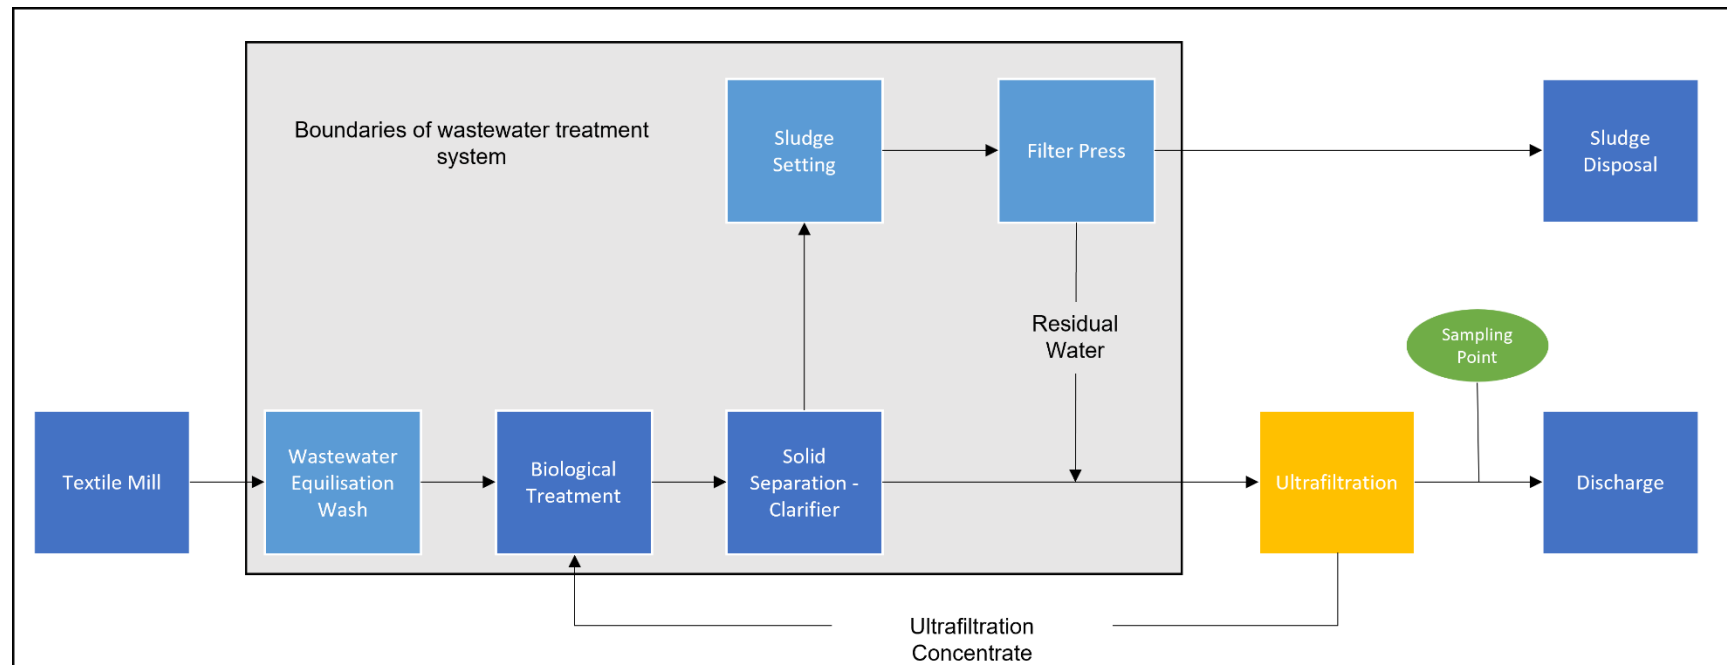 Boundaries of wastewater treatment
system
Sludge
Setting
Filter Press
Sludge
Disposal
Residual
Water
Sampling
Point
Textile Mill
Wastewater
Equilisation
Wash
Biological
Treatment
Solid
Separation -
Clarifier
Ultrafiltration
Discharge
Ultrafiltration
Concentrate